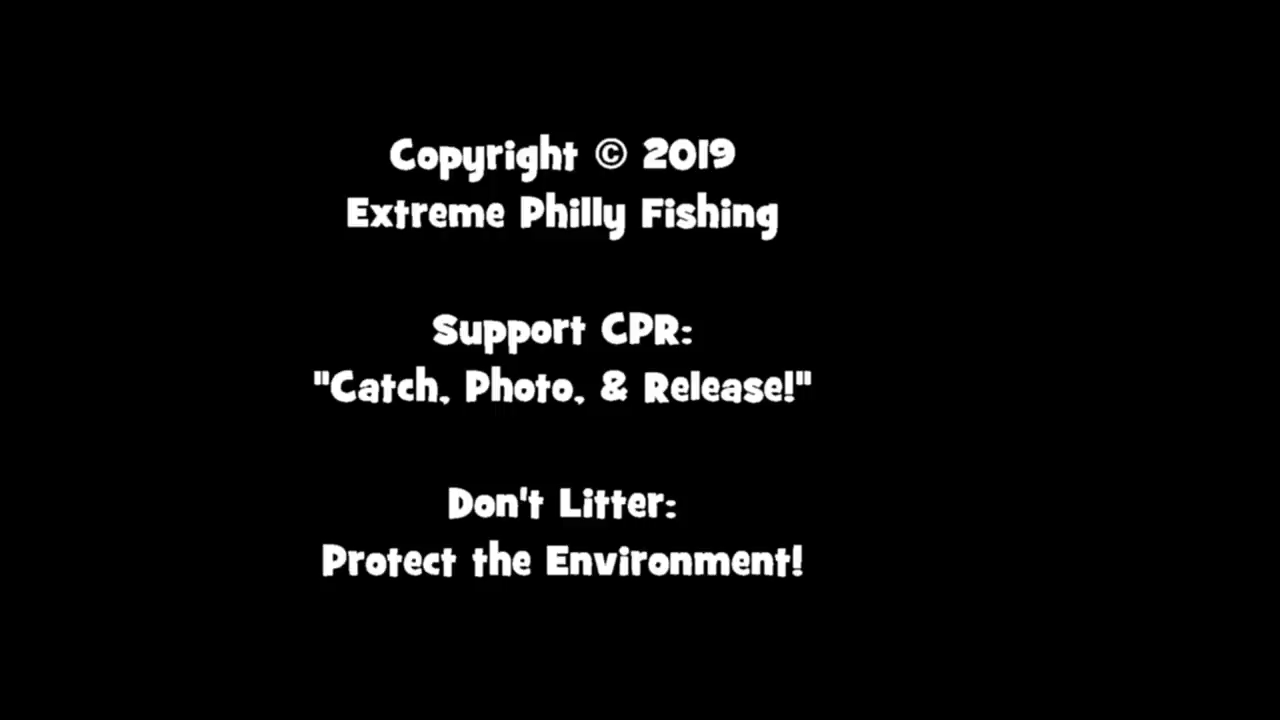 Copyright © 2019
Extreme Philly Fishing
Support CPR:
"Catch, Photo, & Release!"
Don't Litter:
Protect the Environment!